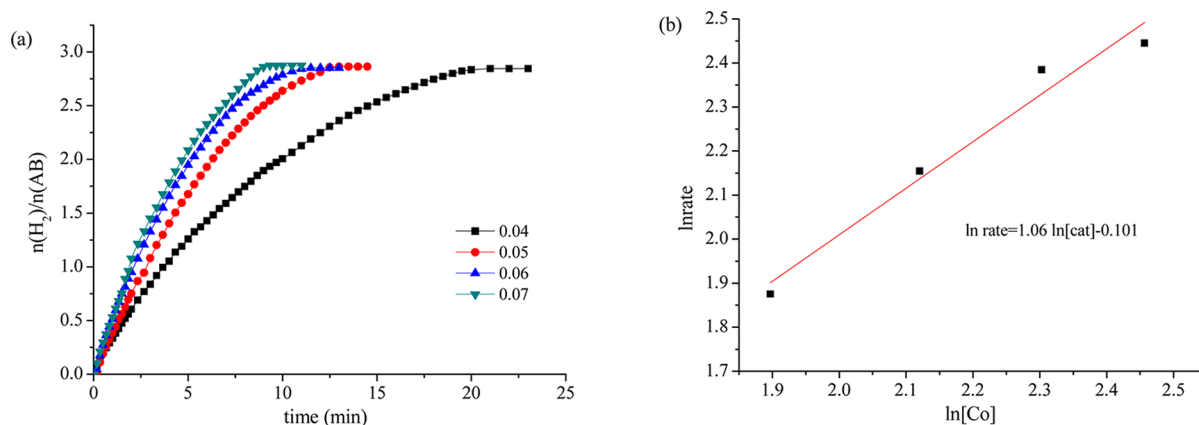 (a)
n(H2)/n(AB)
3.0
2.5
2.0
1.5
1.0
0.5
0.0
0 5 10 15 20 25
time (min)
0.04
0.05
0.06
0.07
(b)
lnrate
2.5
2.4
2.3
2.2
2.1
2.0
1.9
1.8
1.7
1.9 2.0 2.1 2.2 2.3 2.4 2.5
ln[Co]
ln rate=1.06 ln[cat]-0.101